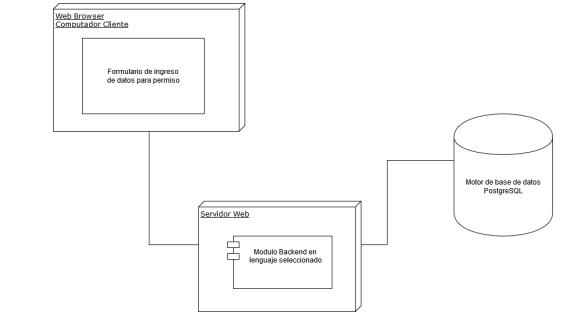 Web Browser
Computador Cliente
Formulario de ingreso
de datos para permiso
Motor de base de datos
PostgreSQL
Servidor Web
Modulo Backend en
lenguaje seleccionado